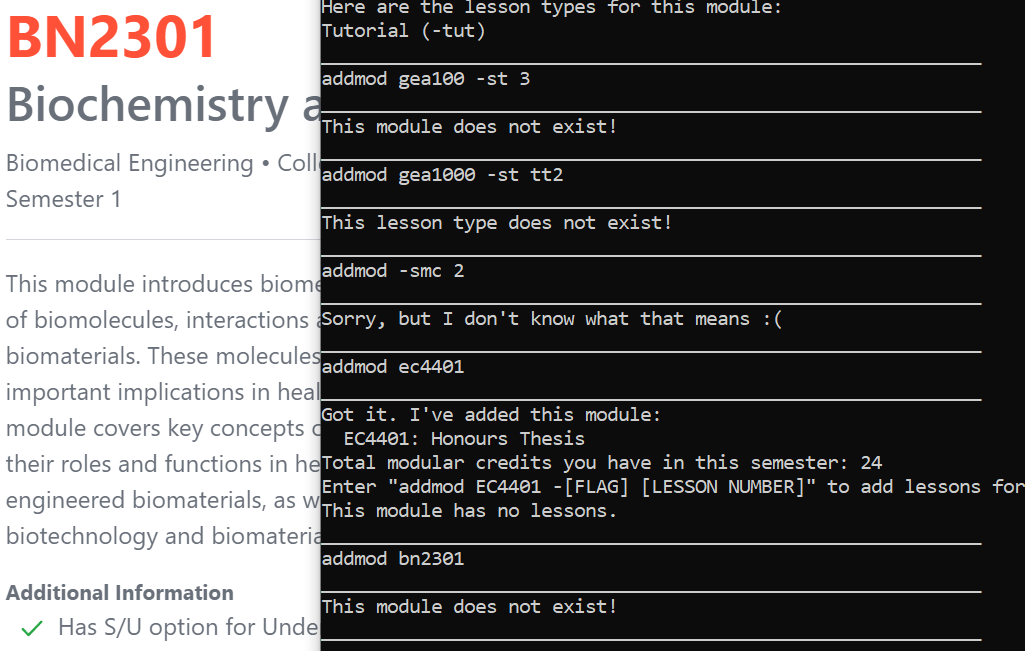 BN2301
Biochemistry a
Biomedical Engineering • Coll
Semester 1
This module introduces biome
of biomolecules, interactions a
biomaterials. These molecules
important implications in heal
module covers key concepts o
their roles and functions in he
engineered biomaterials, as w
biotechnology and biomateria
Additional Information
Has S/U option for Unde
Here are the lesson types for this module:
Tutorial (-tut)
addmod gea100 -st 3
This module does not exist!
addmod gea1000 -st tt2
This lesson type does not exist!
addmod -smc 2
Sorry, but I don't know what that means :(
addmod ec4401
Got it. I've added this module:
EC4401: Honours Thesis
Total modular credits you have in this semester: 24
Enter "addmod EC4401 -[FLAG] [LESSON NUMBER]" to add lessons for
This module has no lessons.
addmod bn2301
This module does not exist!